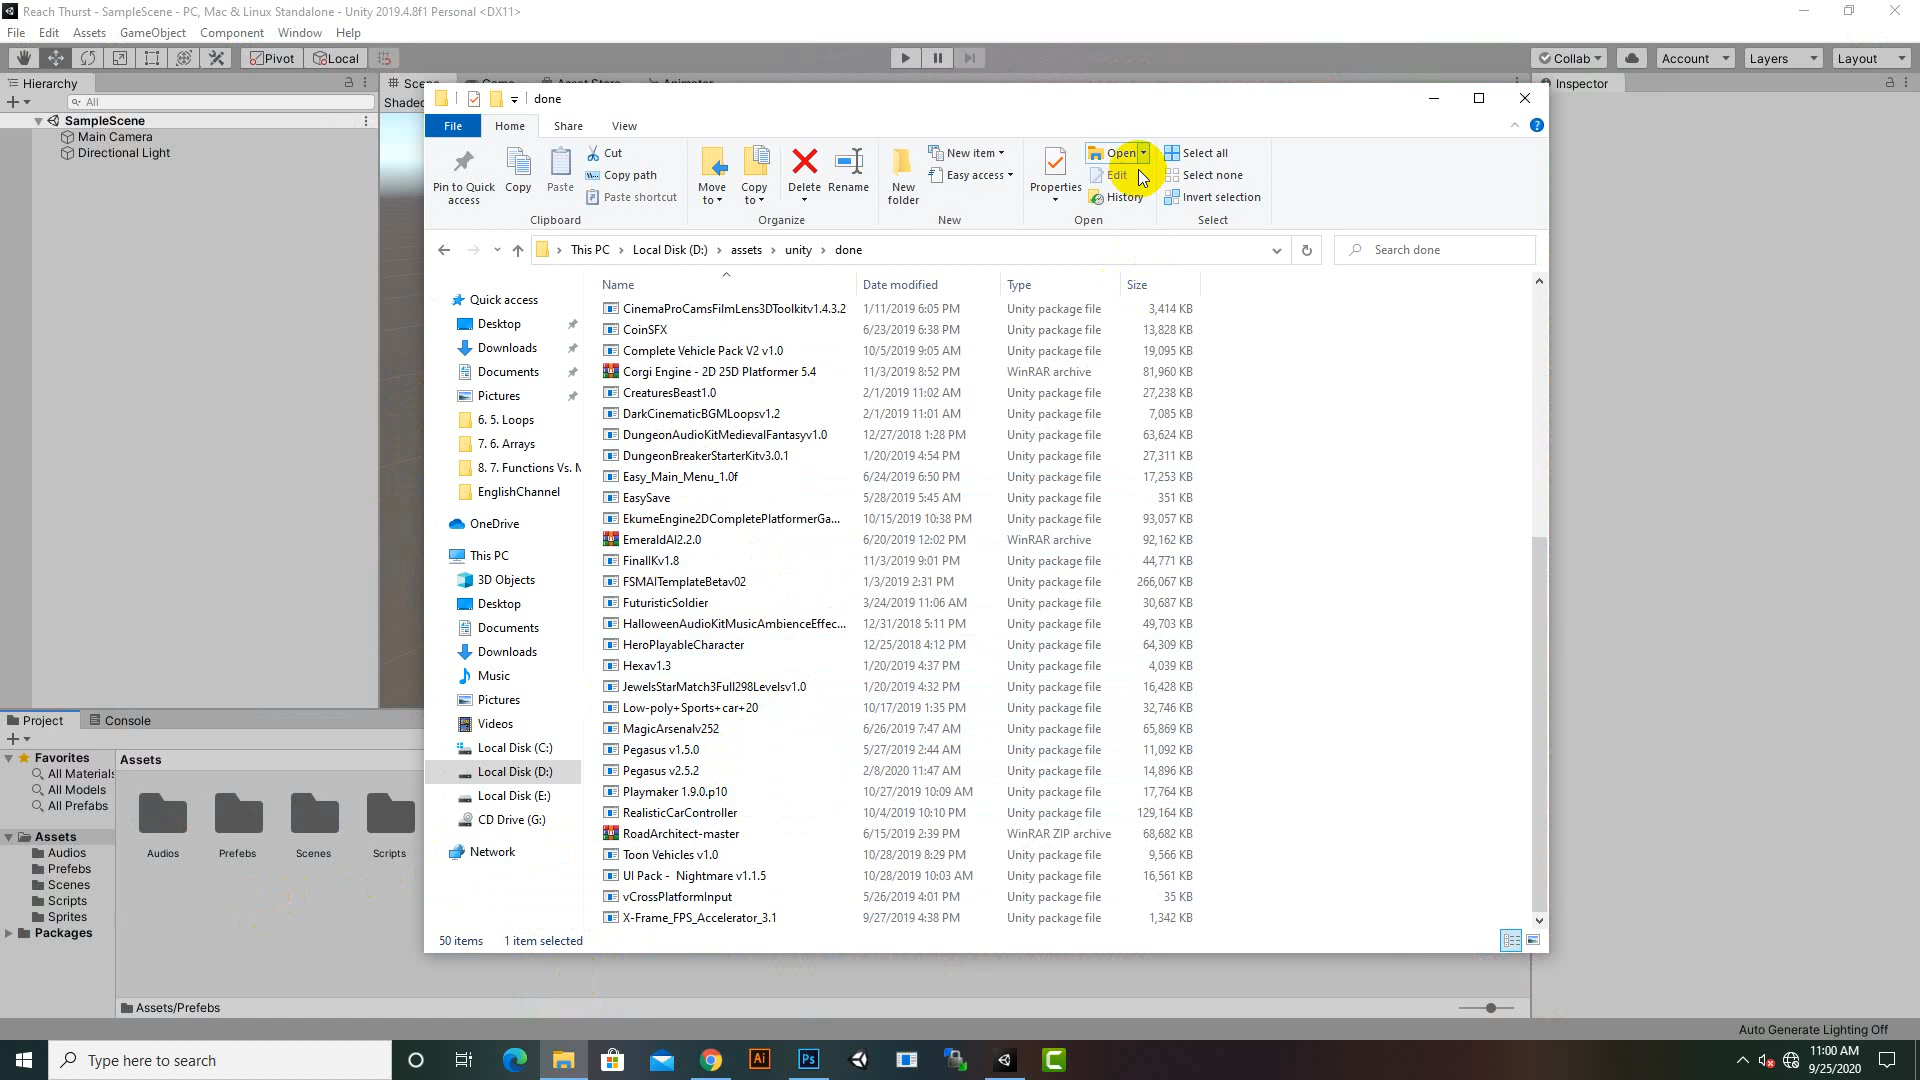 Reach Thurst - SampleScene - PC, Mac & Linux Standalone - Unity 2019.4.8f1 Personal <DX11>
File Edit Assets GameObject Component Window Help
Pivot Local Collab Account Layers Layout
Hierarchy
All
SampleScene
Main Camera
Directional Light
Inspector
done
File Home Share View
Pin to Quick access
Copy
Paste
Cut
Copy path
Paste shortcut
Clipboard
Move to
Copy to
Delete
Rename
Organize
New folder
New item
Easy access
New
Properties
Open
Edit
History
Open
Select all
Select none
Invert selection
Select
This PC Local Disk (D:) assets unity done
Search done
Quick access
Desktop
Downloads
Documents
Pictures
6. 5. Loops
7. 6. Arrays
8. 7. Functions Vs. M
EnglishChannel
OneDrive
This PC
3D Objects
Desktop
Documents
Downloads
Music
Pictures
Videos
Local Disk (C:)
Local Disk (D:)
Local Disk (E:)
CD Drive (G:)
Network
Name Date modified Type Size
CinemaProCamsFilmLens3DToolkitv1.4.3.2 1/11/2019 6:05 PM Unity package file 3,414 KB
CoinSFX 6/23/2019 6:38 PM Unity package file 13,828 KB
Complete Vehicle Pack V2 v1.0 10/5/2019 9:05 AM Unity package file 19,095 KB
Corgi Engine - 2D 25D Platformer 5.4 11/3/2019 8:52 PM WinRAR archive 81,960 KB
CreaturesBeast1.0 2/1/2019 11:02 AM Unity package file 27,238 KB
DarkCinematicBGMLoopsv1.2 2/1/2019 11:01 AM Unity package file 7,085 KB
DungeonAudioKitMedievalFantasyv1.0 12/27/2018 1:28 PM Unity package file 63,624 KB
DungeonBreakerStarterKitv3.0.1 1/20/2019 4:54 PM Unity package file 27,311 KB
Easy_Main_Menu_1.0f 6/24/2019 6:50 PM Unity package file 17,253 KB
EasySave 5/28/2019 5:45 AM Unity package file 351 KB
EkumeEngine2DCompletePlatformerGa... 10/15/2019 10:38 PM Unity package file 93,057 KB
EmeraldAI2.2.0 6/20/2019 12:02 PM WinRAR archive 92,162 KB
FinalIKv1.8 11/3/2019 9:01 PM Unity package file 44,771 KB
FSMAITemplateBetav02 1/3/2019 2:31 PM Unity package file 266,067 KB
FuturisticSoldier 3/24/2019 11:06 AM Unity package file 30,687 KB
HalloweenAudioKitMusicAmbienceEffec... 12/31/2018 5:11 PM Unity package file 49,703 KB
HeroPlayableCharacter 12/25/2018 4:12 PM Unity package file 64,309 KB
Hexav1.3 1/20/2019 4:37 PM Unity package file 4,039 KB
JewelsStarMatch3Full298Levelsv1.0 1/20/2019 4:32 PM Unity package file 16,428 KB
Low-poly+Sports+car+20 10/17/2019 1:35 PM Unity package file 32,746 KB
MagicArsenalv252 6/26/2019 7:47 AM Unity package file 65,869 KB
Pegasus v1.5.0 5/27/2019 2:44 AM Unity package file 11,092 KB
Pegasus v2.5.2 2/8/2020 11:47 AM Unity package file 14,896 KB
Playmaker 1.9.0.p10 10/27/2019 10:09 AM Unity package file 17,764 KB
RealisticCarController 10/4/2019 10:10 PM Unity package file 129,164 KB
RoadArchitect-master 6/15/2019 2:39 PM WinRAR ZIP archive 68,682 KB
Toon Vehicles v1.0 10/28/2019 8:29 PM Unity package file 9,566 KB
UI Pack - Nightmare v1.1.5 10/28/2019 10:03 AM Unity package file 16,561 KB
vCrossPlatformInput 5/26/2019 4:01 PM Unity package file 35 KB
X-Frame_FPS_Accelerator_3.1 9/27/2019 4:38 PM Unity package file 1,342 KB
50 items 1 item selected
Project Console
Favorites
All Materials
All Models
All Prefabs
Assets
Audios
Prefebs
Scenes
Scripts
Sprites
Packages
Assets
Audios Prefebs Scenes Scripts
Assets/Prefebs
Auto Generate Lighting Off
Type here to search
Ai
Ps
11:00 AM
9/25/2020